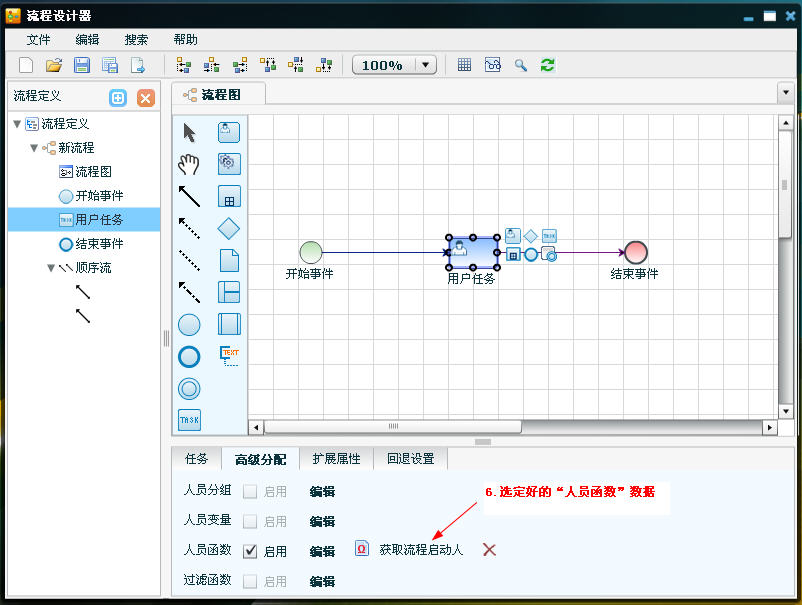 流程设计器
文件 编辑 搜索 帮助
100%
流程定义
流程图
流程定义
新流程
流程图
开始事件
TASK 用户任务
结束事件
顺序流
TEXT
TASK
TASK
开始事件
用户任务
结束事件
任务 高级分配 扩展属性 回退设置
人员分组 启用 编辑
6.选定好的“人员函数”数据
人员变量 启用 编辑
人员函数 启用 编辑 Ω 获取流程启动人
过滤函数 启用 编辑